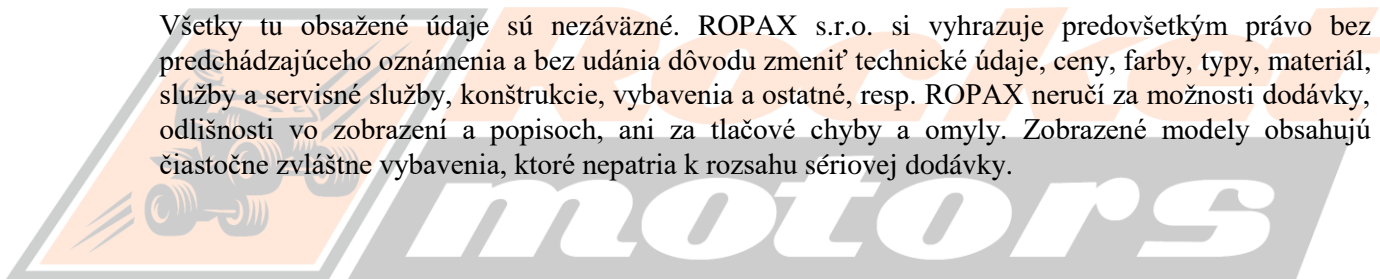 Všetky tu obsažené údaje sú nezáväzné. ROPAX s.r.o. si vyhrazuje predovšetkým právo bez
predchádzajúceho oznámenia a bez udánia dôvodu zmeniť technické údaje, ceny, farby, typy, materiál,
služby a servisné služby, konštrukcie, vybavenia a ostatné, resp. ROPAX neručí za možnosti dodávky,
odlišnosti vo zobrazení a popisoch, ani za tlačové chyby a omyly. Zobrazené modely obsahujú
čiastočne zvláštne vybavenia, ktoré nepatria k rozsahu sériovej dodávky.
Rocket
motors